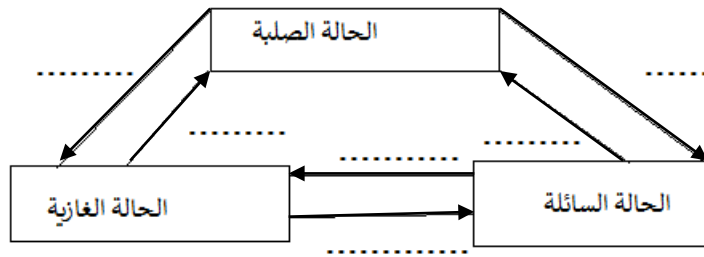 الحالة الصلبة
.........
......
.........
.........
...........
الحالة السائلة
الحالة الغازية
.............